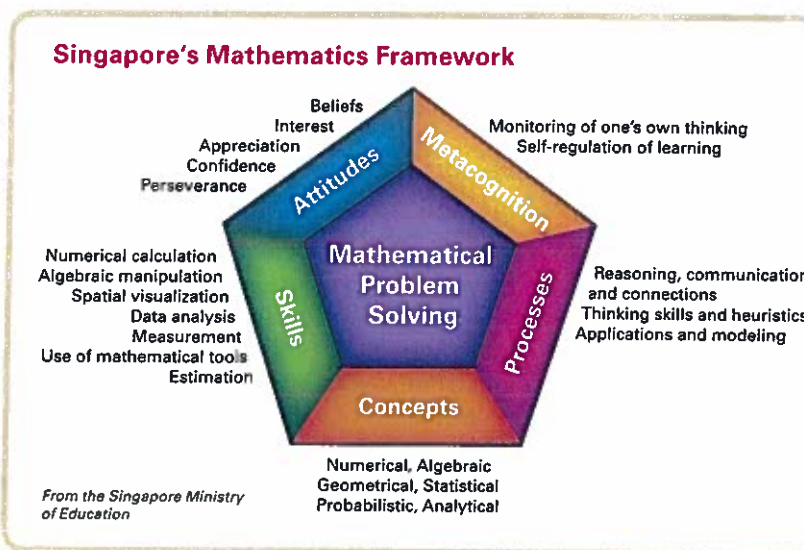 Singapore's Mathematics Framework
Beliefs
Interest
Appreciation
Confidence
Perseverance
Attitudes
Metacognition
Monitoring of one's own thinking
Self-regulation of learning
Numerical calculation
Algebraic manipulation
Spatial visualization
Data analysis
Measurement
Use of mathematical tools
Estimation
Skills
Mathematical
Problem
Solving
Processes
Reasoning, communication
and connections
Thinking skills and heuristics
Applications and modeling
Concepts
Numerical, Algebraic
Geometrical, Statistical
Probabilistic, Analytical
From the Singapore Ministry
of Education